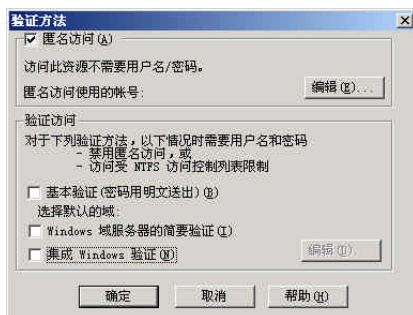 验证方法
匿名访问(A)
访问此资源不需要用户名/密码。
匿名访问使用的帐号:
编辑(E)...
验证访问
对于下列验证方法,以下情况时需要用户名和密码
- 禁用匿名访问,或
- 访问受 NTFS 访问控制列表限制
基本验证(密码用明文送出)(B)
选择默认的域:
编辑(I)...
Windows 域服务器的简要验证(I)
集成 Windows 验证(N)
确定
取消
帮助(H)